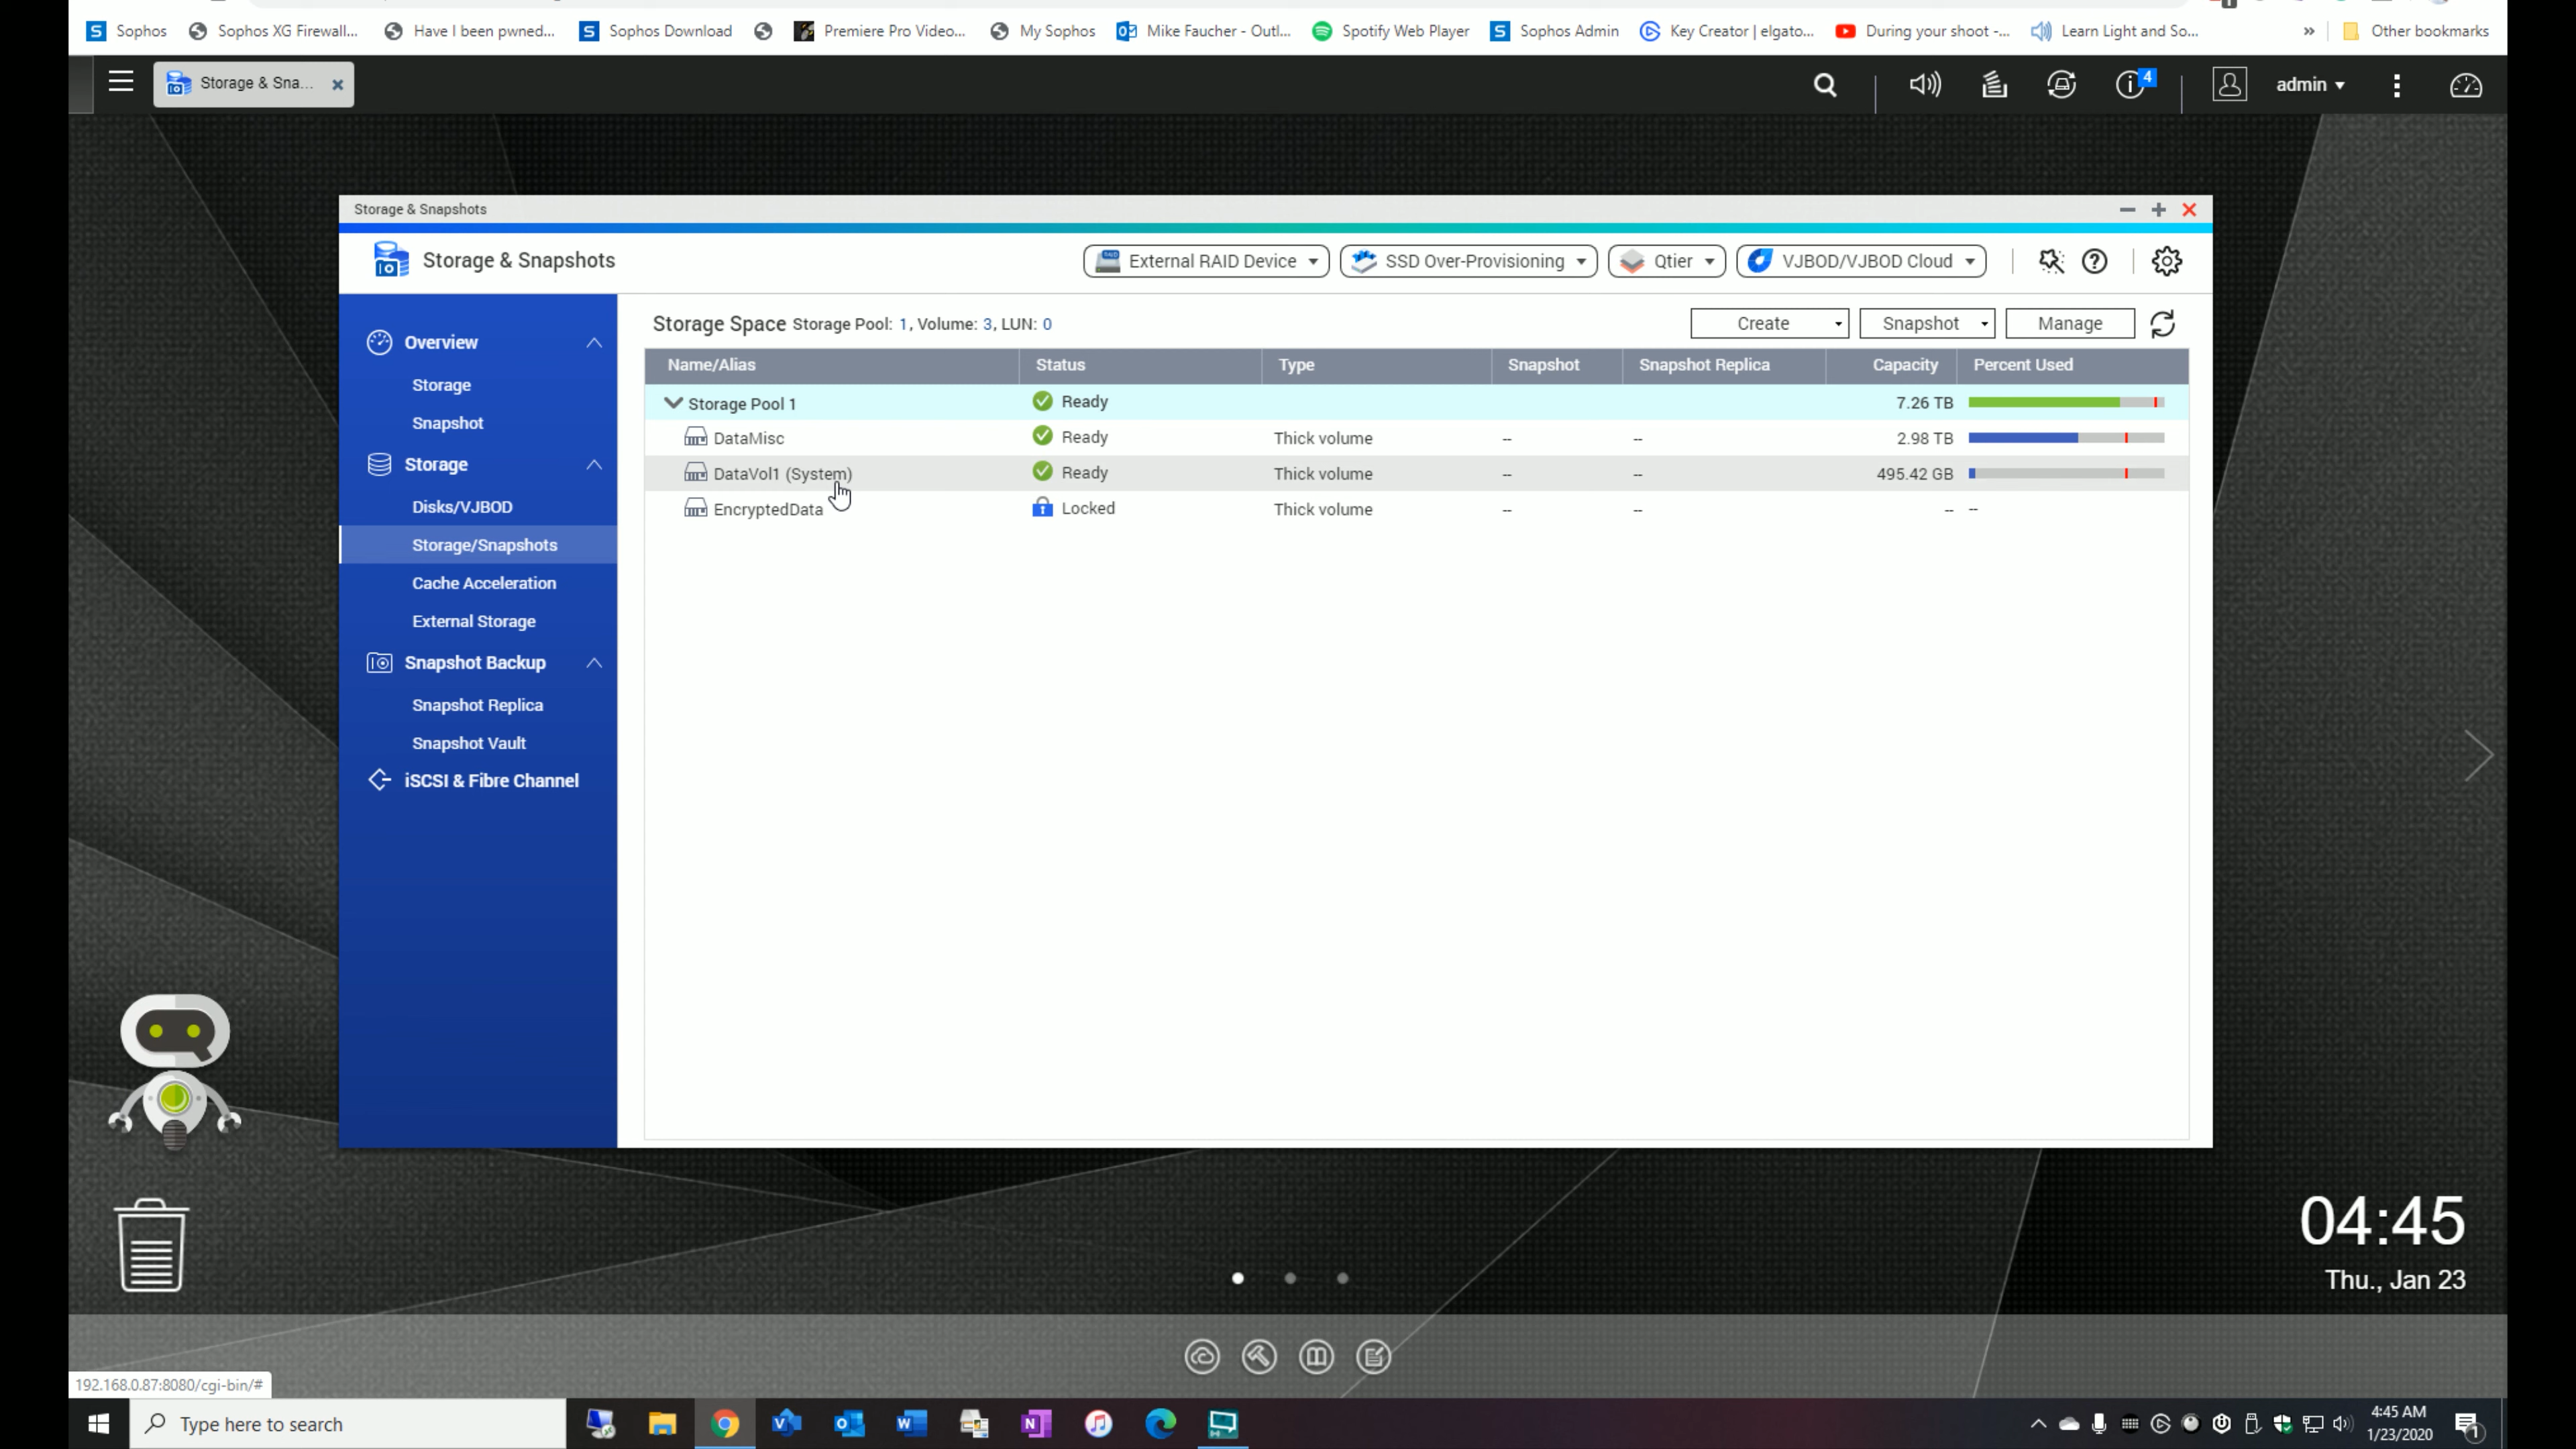 Sophos Sophos XG Firewall... Have I been pwned... Sophos Download Premiere Pro Video... My Sophos Mike Faucher - Outl... Spotify Web Player Sophos Admin Key Creator | elgato... During your shoot -... Learn Light and So... » Other bookmarks
Storage & Sna... × 4 admin
Storage & Snapshots
Storage & Snapshots External RAID Device SSD Over-Provisioning Qtier VJBOD/VJBOD Cloud
Overview
Storage
Snapshot
Storage
Disks/VJBOD
Storage/Snapshots
Cache Acceleration
External Storage
Snapshot Backup
Snapshot Replica
Snapshot Vault
iSCSI & Fibre Channel
Storage Space Storage Pool: 1, Volume: 3, LUN: 0 Create Snapshot Manage
Name/Alias Status Type Snapshot Snapshot Replica Capacity Percent Used
Storage Pool 1 Ready 7.26 TB
DataMisc Ready Thick volume -- -- 2.98 TB
DataVol1 (System) Ready Thick volume -- -- 495.42 GB
EncryptedData Locked Thick volume -- -- -- --
04:45
Thu., Jan 23
192.168.0.87:8080/cgi-bin/#
Type here to search
4:45 AM
1/23/2020
1